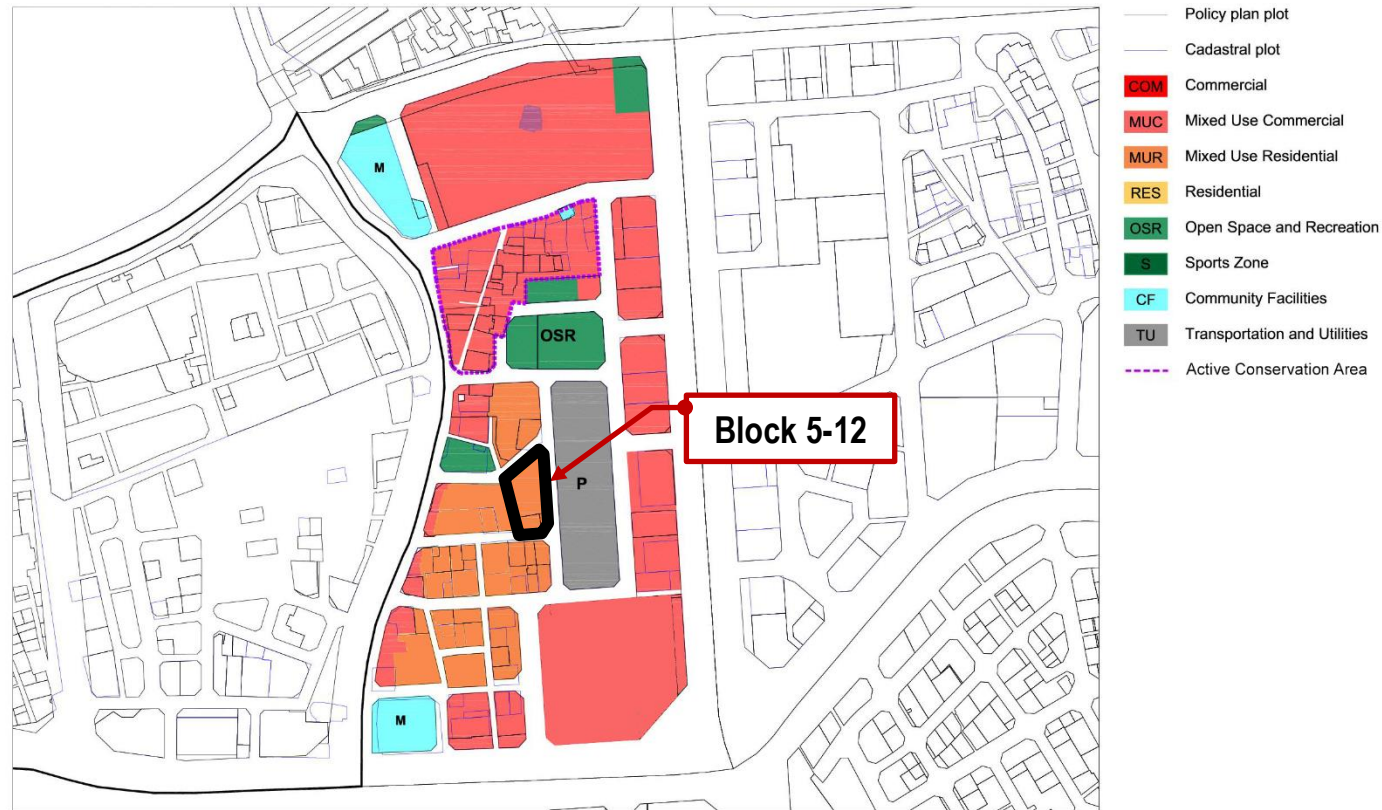 Policy plan plot
Cadastral plot
COM Commercial
MUC Mixed Use Commercial
MUR Mixed Use Residential
RES Residential
OSR Open Space and Recreation
S Sports Zone
CF Community Facilities
TU Transportation and Utilities
Active Conservation Area
M
OSR
Block 5-12
P
M